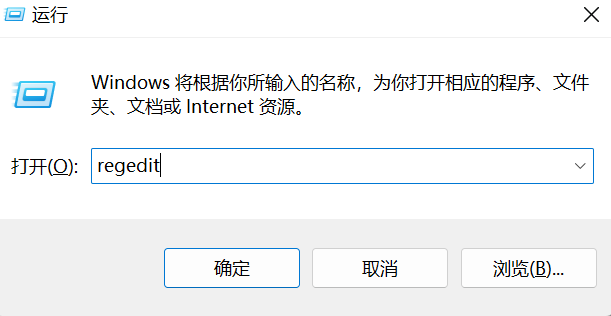 运行
Windows 将根据你所输入的名称，为你打开相应的程序、文件
夹、文档或 Internet 资源。
打开(O): regedit
确定 取消 浏览(B)...